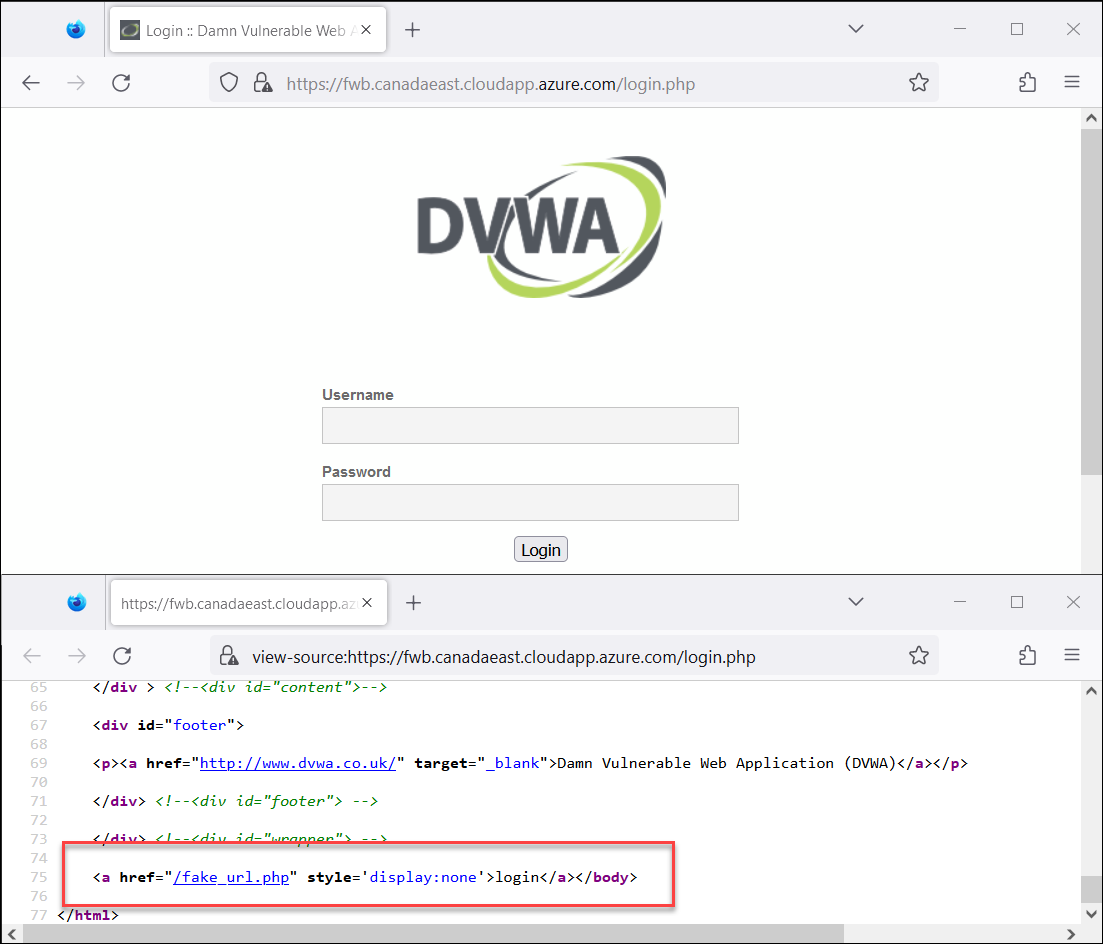 Login :: Damn Vulnerable Web A
https://fwb.canadaeast.cloudapp.azure.com/login.php
DVWA
Username
Password
Login
https://fwb.canadaeast.cloudapp.az
view-source:https://fwb.canadaeast.cloudapp.azure.com/login.php
65 </div > <!--<div id="content">-->
66
67 <div id="footer">
68
69 <p><a href="http://www.dvwa.co.uk/" target="_blank">Damn Vulnerable Web Application (DVWA)</a></p>
70
71 </div> <!--<div id="footer"> -->
72
73 </div> <!--<div id="wrapper"> -->
74
75 <a href="/fake_url.php" style='display:none'>login</a></body>
76
77 </html>